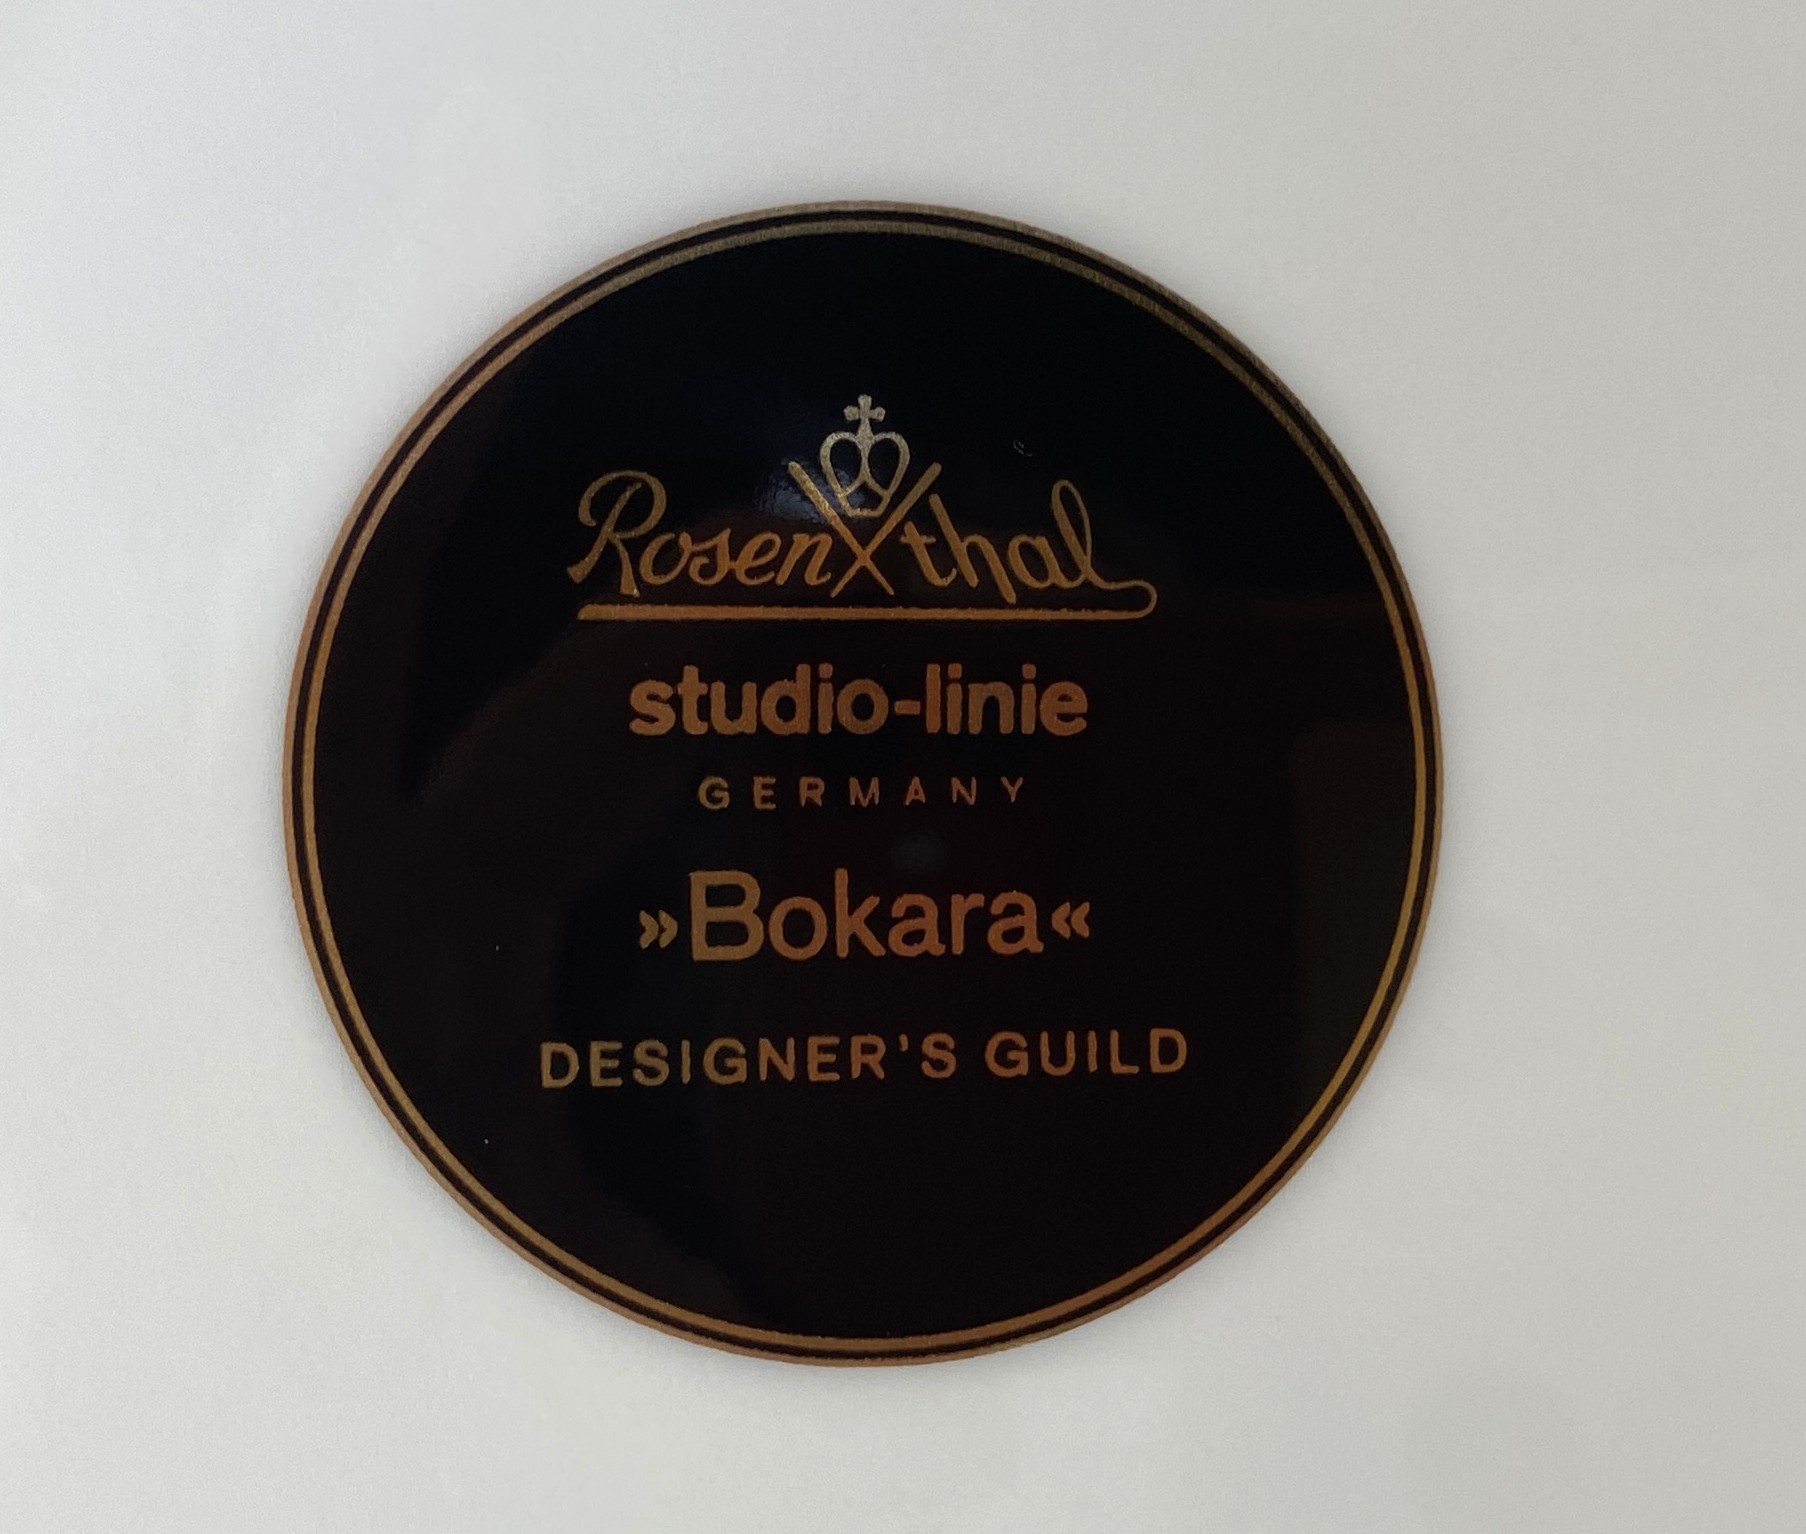 Rosenthal
studio-linie
GERMANY
»Bokara«
DESIGNER'S GUILD